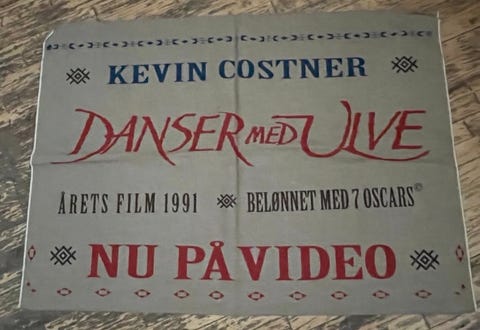 KEVIN COSTNER
DANSER MED ULVE
ÅRETS FILM 1991 BELØNNET MED 7 OSCARS©
NU PÅ VIDEO